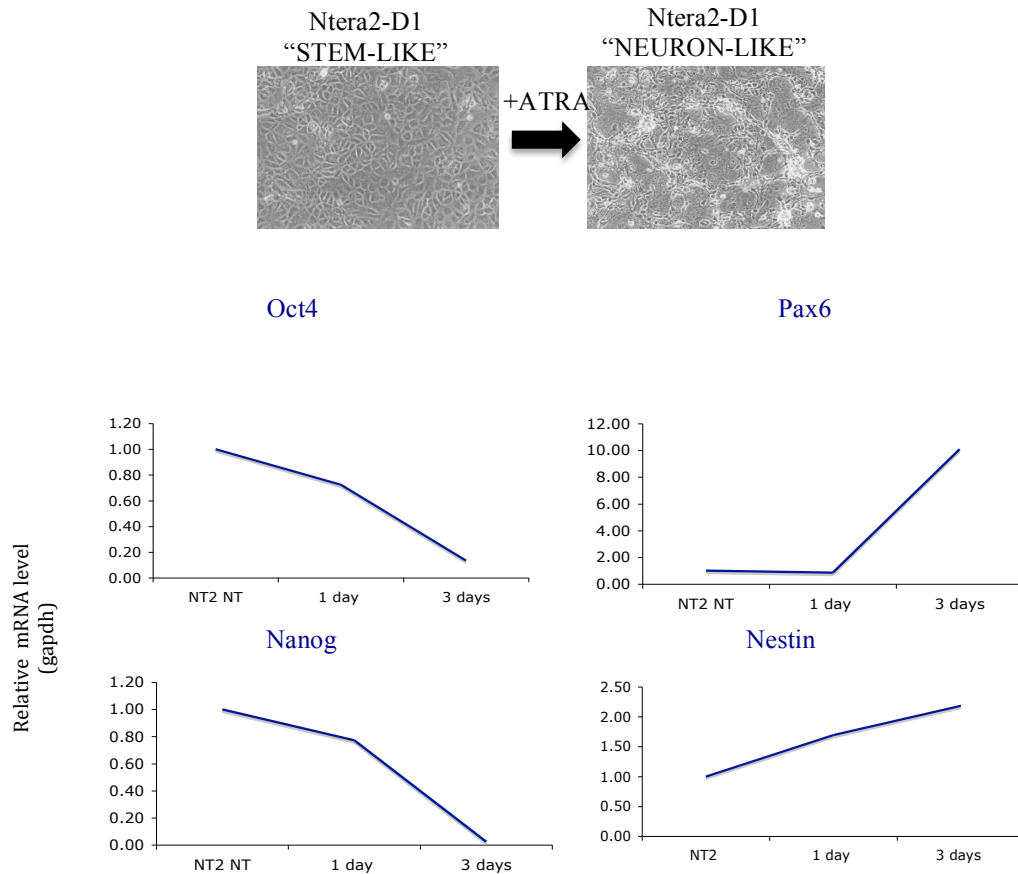 Ntera2-D1
“STEM-LIKE”
+ATRA
Ntera2-D1
“NEURON-LIKE”
Oct4
Pax6
Relative mRNA level
(gapdh)
1.20
1.00
0.80
0.60
0.40
0.20
0.00
NT2 NT 1 day 3 days
12.00
10.00
8.00
6.00
4.00
2.00
0.00
NT2 NT 1 day 3 days
Nanog
Nestin
1.20
1.00
0.80
0.60
0.40
0.20
0.00
NT2 NT 1 day 3 days
2.50
2.00
1.50
1.00
0.50
0.00
NT2 1 day 3 days